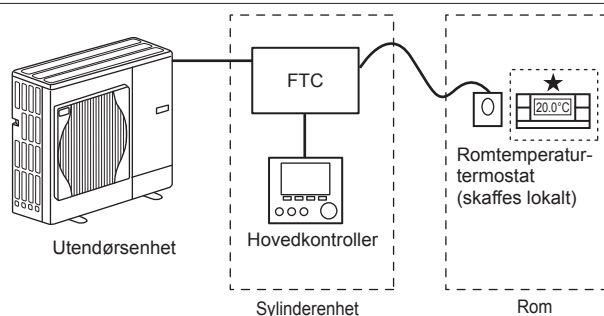 FTC
20.0°C
Romtemperatur-
termostat
(skaffes lokalt)
Utendørsenhet
Hovedkontroller
Sylinderenhet
Rom